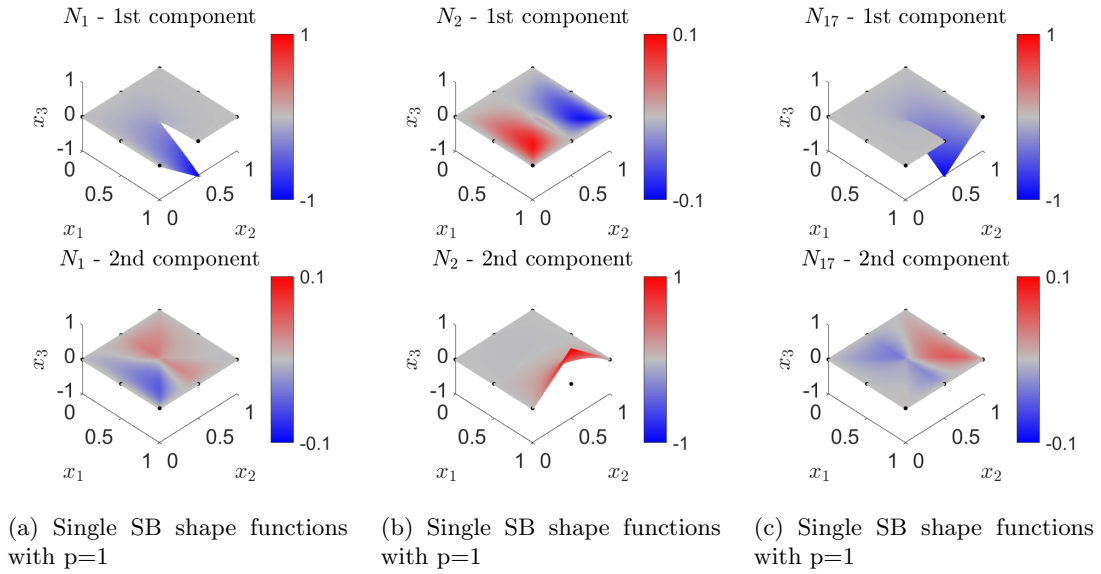 N₁ - 1st component
N₂ - 1st component
N₁₇ - 1st component
1
-1
1
0
-1
x₃
0
0.5
1
0
0.5
1
x₁
x₂
0.1
-0.1
1
0
-1
x₃
0
0.5
1
0
0.5
1
x₁
x₂
1
-1
1
0
-1
x₃
0
0.5
1
0
0.5
1
x₁
x₂
N₁ - 2nd component
N₂ - 2nd component
N₁₇ - 2nd component
0.1
-0.1
1
0
-1
x₃
0
0.5
1
0
0.5
1
x₁
x₂
1
-1
1
0
-1
x₃
0
0.5
1
0
0.5
1
x₁
x₂
0.1
-0.1
1
0
-1
x₃
0
0.5
1
0
0.5
1
x₁
x₂
(a) Single SB shape functions
with p=1
(b) Single SB shape functions
with p=1
(c) Single SB shape functions
with p=1